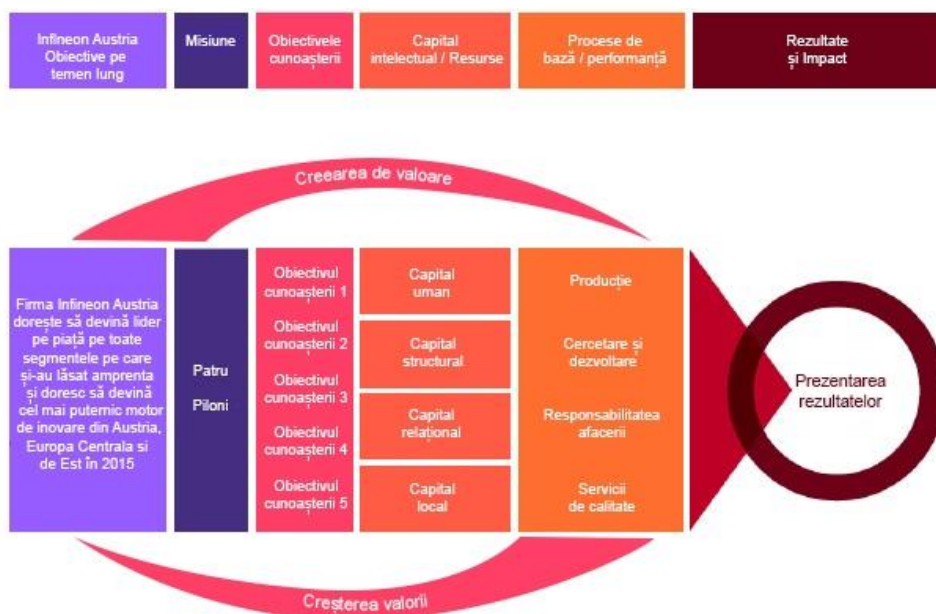 Infineon Austria
Obiective pe
temen lung
Misiune
Obiectivele
cunoașterii
Capital
intelectual / Resurse
Procese de
bază / performanță
Rezultate
și Impact
Creearea de valoare
Firma Infineon Austria
dorește să devină lider
pe piață pe toate
segmentele pe care
și-au lăsat amprenta
și doresc să devină
cel mai puternic motor
de inovare din Austria,
Europa Centrala si
de Est în 2015
Patru
Piloni
Obiectivul
cunoașterii 1
Obiectivul
cunoașterii 2
Obiectivul
cunoașterii 3
Obiectivul
cunoașterii 4
Obiectivul
cunoașterii 5
Capital
uman
Capital
structural
Capital
relațional
Capital
local
Producție
Cercetare și
dezvoltare
Responsabilitatea
afacerii
Servicii
de calitate
Prezentarea
rezultatelor
Creșterea valorii